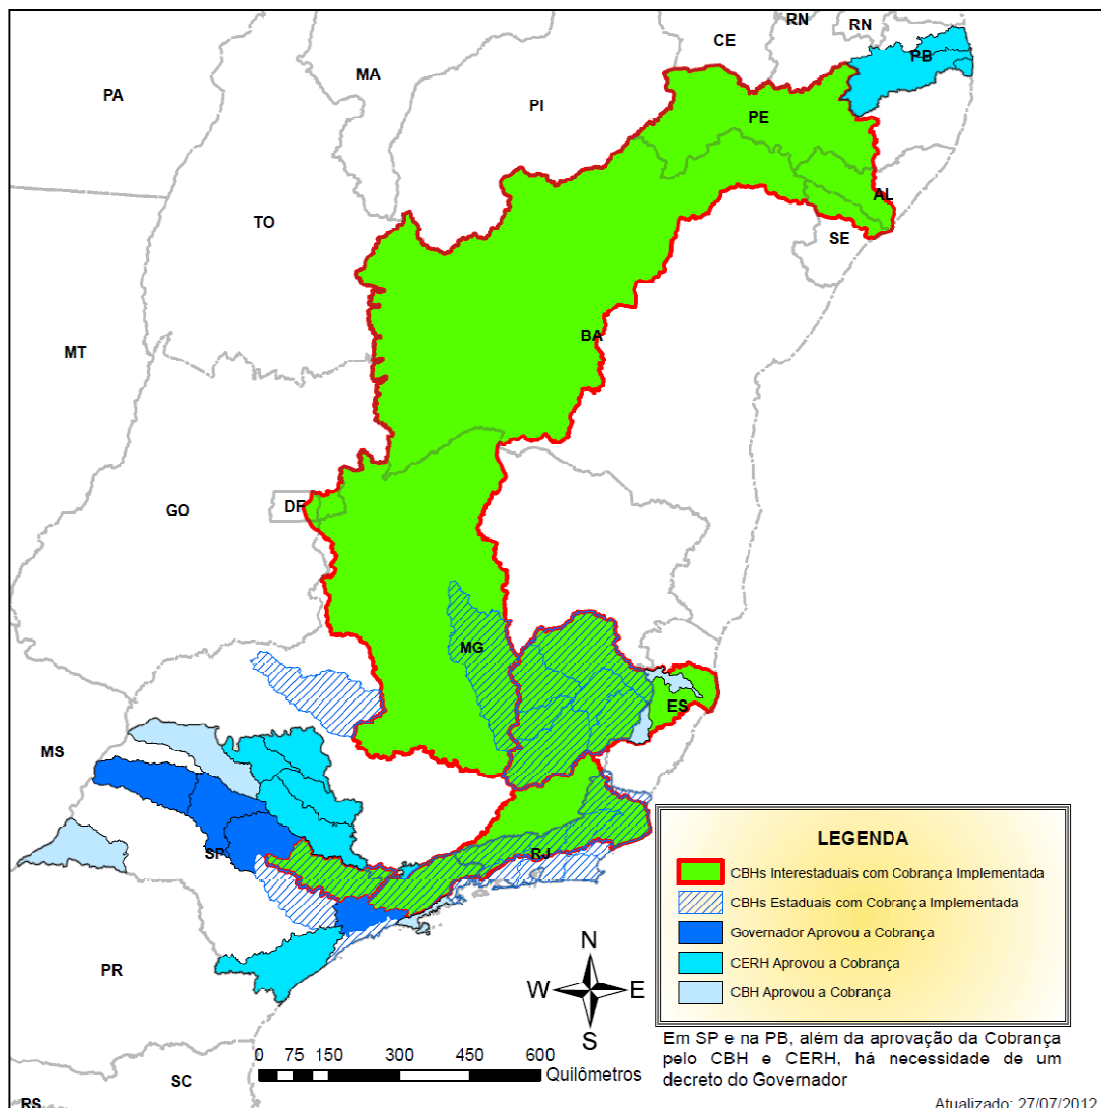 RN
RN
CE
PB
MA
PA
PI
PE
AL
TO
SE
BA
MT
DF
GO
MG
ES
MS
SP
RJ
PR
SC
RS
LEGENDA
CBHs Interestaduais com Cobrança Implementada
CBHs Estaduais com Cobrança Implementada
Governador Aprovou a Cobrança
CERH Aprovou a Cobrança
CBH Aprovou a Cobrança
N
W
E
S
0 75 150 300 450 600
Quilômetros
Em SP e na PB, além da aprovação da Cobrança
pelo CBH e CERH, há necessidade de um
decreto do Governador
Atualizado: 27/07/2012